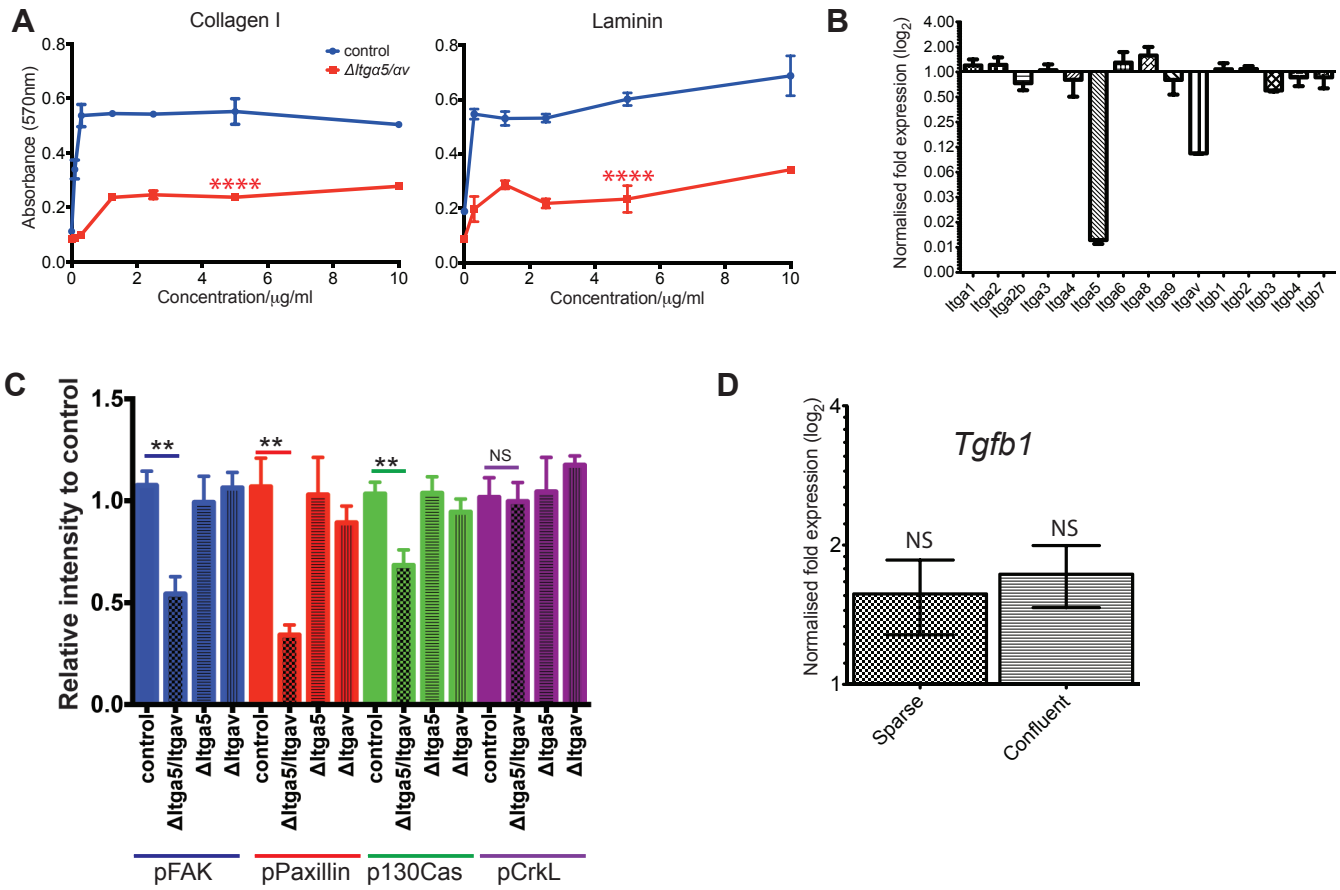 A
Collagen I
control
ΔItgα5/αv
Absorbance (570nm)
0.8
0.6
0.4
0.2
0.0
****
0
2
4
6
8
10
Concentration/μg/ml
Laminin
0.8
0.6
0.4
0.2
0.0
****
0
2
4
6
8
10
Concentration/μg/ml
B
Normalised fold expression (log2)
4.00
2.00
1.00
0.50
0.25
0.12
0.06
0.03
0.02
0.01
0.00
Itga1
Itga2
Itga2b
Itga3
Itga4
Itga5
Itga6
Itga8
Itga9
Itgav
Itgb1
Itgb2
Itgb3
Itgb4
Itgb7
C
Relative intensity to control
1.5
1.0
0.5
0.0
**
**
**
NS
control
ΔItga5/Itgav
ΔItga5
ΔItgav
control
ΔItga5/Itgav
ΔItga5
ΔItgav
control
ΔItga5/Itgav
ΔItga5
ΔItgav
control
ΔItga5/Itgav
ΔItga5
ΔItgav
pFAK
pPaxillin
p130Cas
pCrkL
D
Normalised fold expression (log2)
4
2
1
Tgfb1
NS
NS
Sparse
Confluent